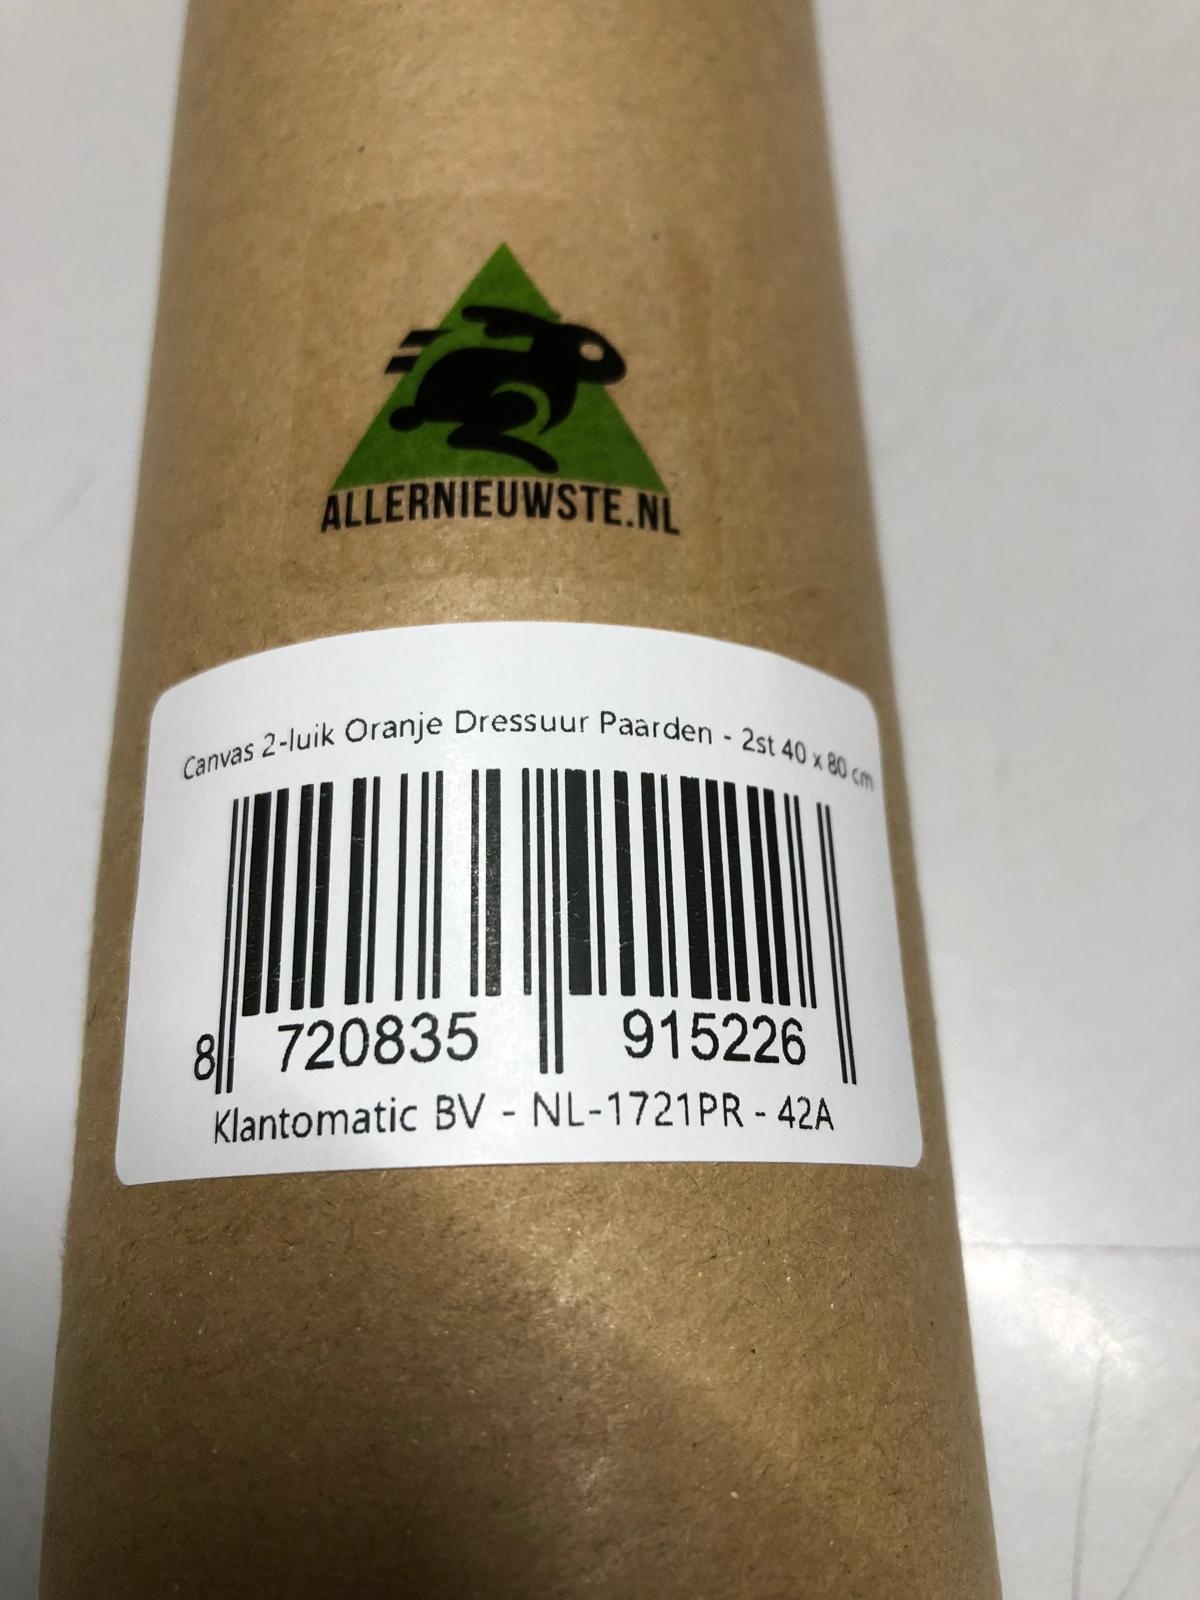 ALLERNIEUWSTE.NL
Canvas 2-luik Oranje Dressuur Paarden - 2st 40 x 80 cm
8 720835 915226
Klantomatic BV - NL-1721PR - 42A